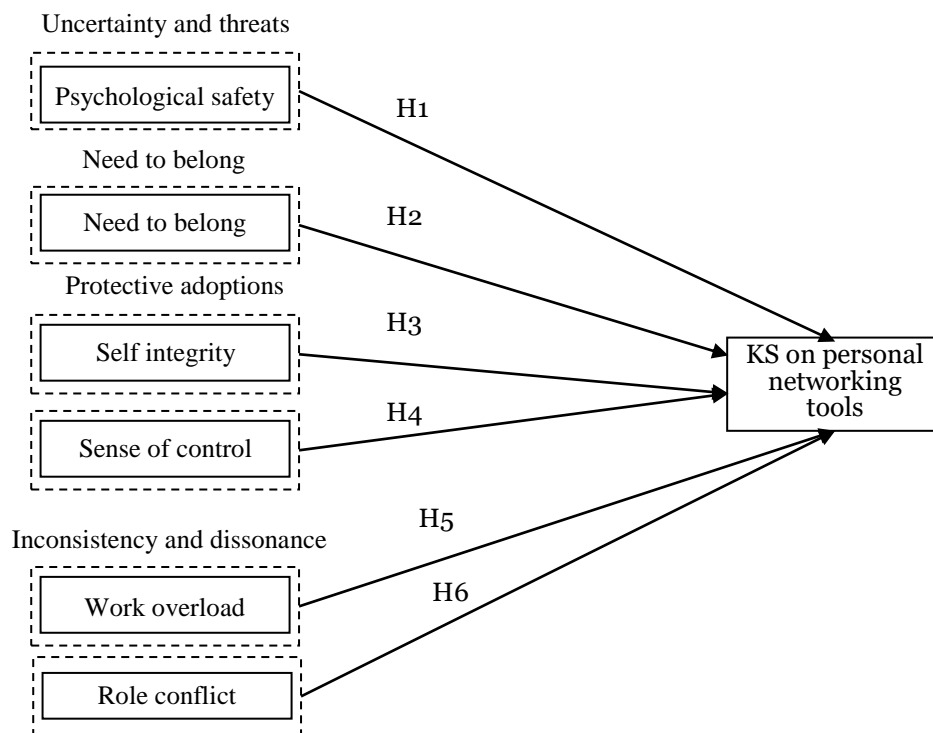 Uncertainty and threats
Psychological safety
H1
Need to belong
Need to belong
H2
Protective adoptions
Self integrity
H3
KS on personal
networking
tools
Sense of control
H4
Inconsistency and dissonance
H5
Work overload
H6
Role conflict